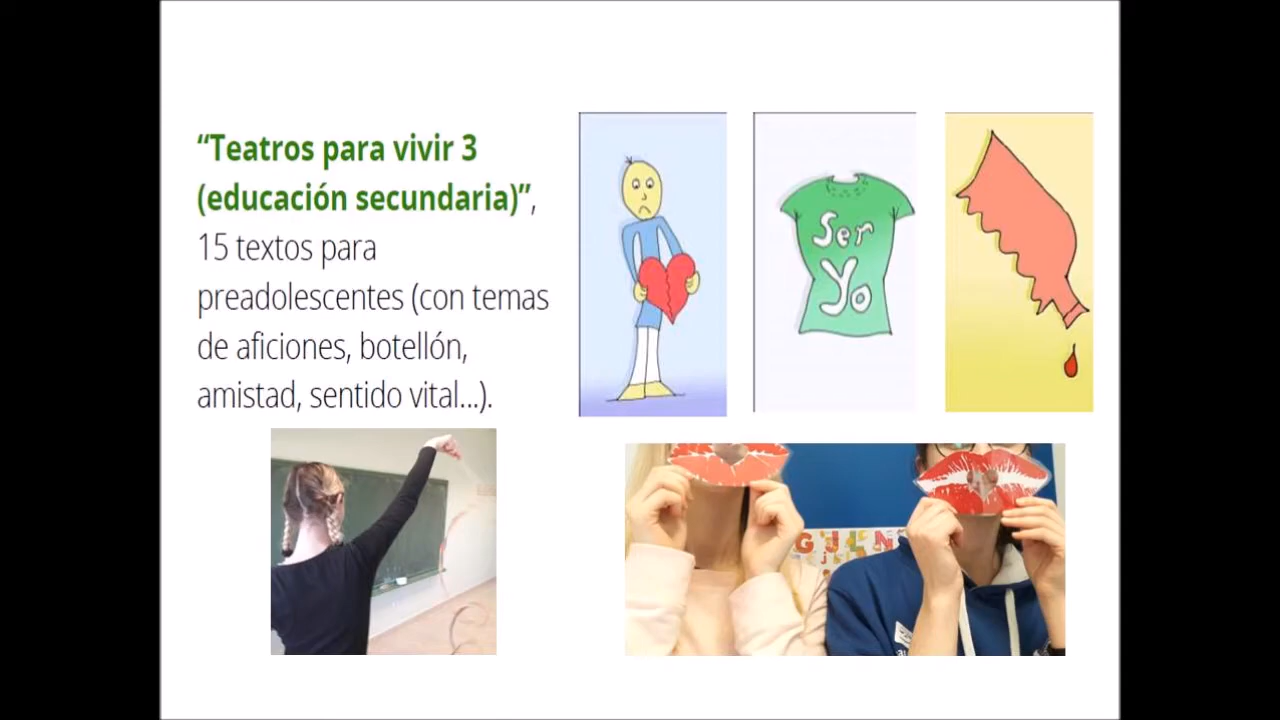 “Teatros para vivir 3
(educación secundaria)”,
15 textos para
preadolescentes (con temas
de aficiones, botellón,
amistad, sentido vital...).
Ser
Yo
G J L N